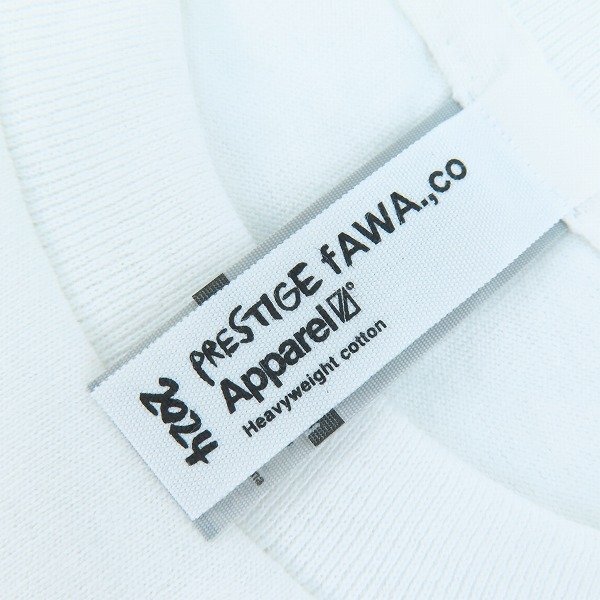 PRESTIGE fAWA.,CO
Apparel
Heavyweight cotton
2024